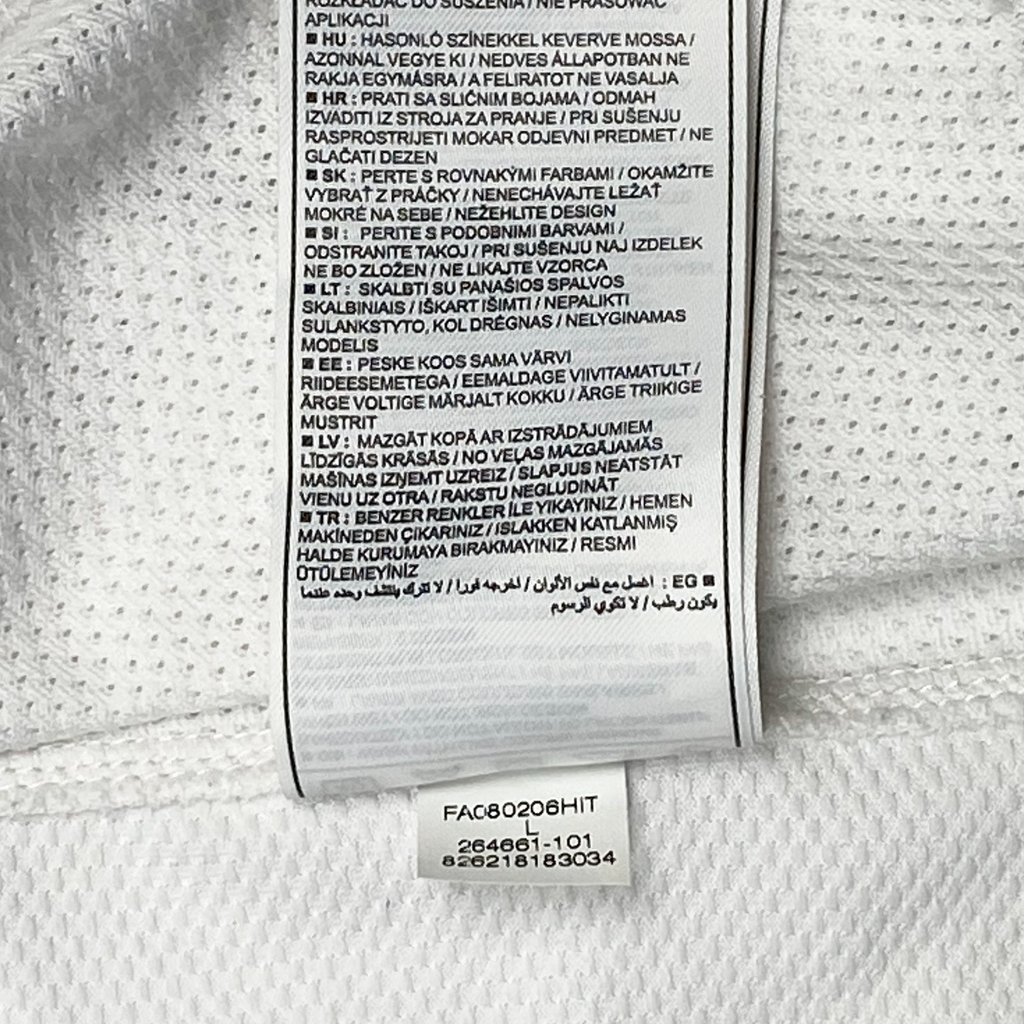 ROZKŁADAĆ DO SUSZENIA / NIE PRASOWAĆ
APLIKACJI
HU : HASONLÓ SZÍNEKKEL KEVERVE MOSSA /
AZONNAL VEGYE KI / NEDVES ÁLLAPOTBAN NE
RAKJA EGYMÁSRA / A FELIRATOT NE VASALJA
HR : PRATI SA SLIČNIM BOJAMA / ODMAH
IZVADITI IZ STROJA ZA PRANJE / PRI SUŠENJU
RASPROSTRIJETI MOKAR ODJEVNI PREDMET / NE
GLAČATI DEZEN
SK : PERTE S ROVNAKÝMI FARBAMI / OKAMŽITE
VYBRAŤ Z PRÁČKY / NENECHÁVAJTE LEŽAŤ
MOKRÉ NA SEBE / NEŽEHLITE DESIGN
SI : PERITE S PODOBNIMI BARVAMI /
ODSTRANITE TAKOJ / PRI SUŠENJU NAJ IZDELEK
NE BO ZLOŽEN / NE LIKAJTE VZORCA
LT : SKALBTI SU PANAŠIOS SPALVOS
SKALBINIAIS / IŠKART IŠIMTI / NEPALIKTI
SULANKSTYTO, KOL DRĖGNAS / NELYGINAMAS
MODELIS
EE : PESKE KOOS SAMA VÄRVI
RIIDEESEMETEGA / EEMALDAGE VIIVITAMATULT /
ÄRGE VOLTIGE MÄRJALT KOKKU / ÄRGE TRIIKIGE
MUSTRIT
LV : MAZGĀT KOPĀ AR IZSTRĀDĀJUMIEM
LĪDZĪGĀS KRĀSĀS / NO VEĻAS MAZGĀJAMĀS
MAŠĪNAS IZŅEMT UZREIZ / SLAPJUS NEATSTĀT
VIENU UZ OTRA / RAKSTU NEGLUDINĀT
TR : BENZER RENKLER İLE YIKAYINIZ / HEMEN
MAKİNEDEN ÇIKARINIZ / ISLAKKEN KATLANMIŞ
HALDE KURUMAYA BIRAKMAYINIZ / RESMI
ÜTÜLEMEYİNİZ
EG : اغسل مع نفس الألوان / اخرجه فورا / لا تتركه يتنشف وحده طالما
يكون رطب / لا تكوي الرسوم
FA080206HIT
L
264661-101
826218183034